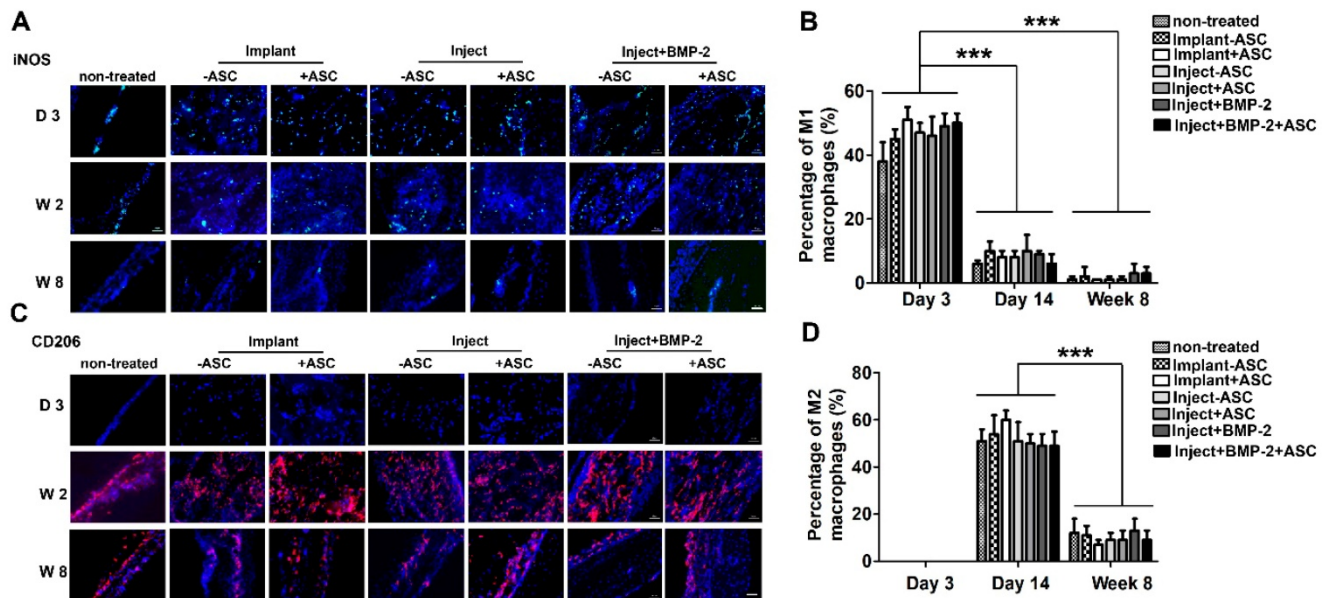 A
iNOS
Implant
Inject
Inject+BMP-2
non-treated
-ASC
+ASC
-ASC
+ASC
-ASC
+ASC
D 3
W 2
W 8
B
Percentage of M1
macrophages (%)
60
40
20
0
***
***
Day 3
Day 14
Week 8
non-treated
Implant-ASC
Implant+ASC
Inject-ASC
Inject+ASC
Inject+BMP-2
Inject+BMP-2+ASC
C
CD206
Implant
Inject
Inject+BMP-2
non-treated
-ASC
+ASC
-ASC
+ASC
-ASC
+ASC
D 3
W 2
W 8
D
Percentage of M2
macrophages (%)
80
60
40
20
0
***
Day 3
Day 14
Week 8
non-treated
Implant-ASC
Implant+ASC
Inject-ASC
Inject+ASC
Inject+BMP-2
Inject+BMP-2+ASC